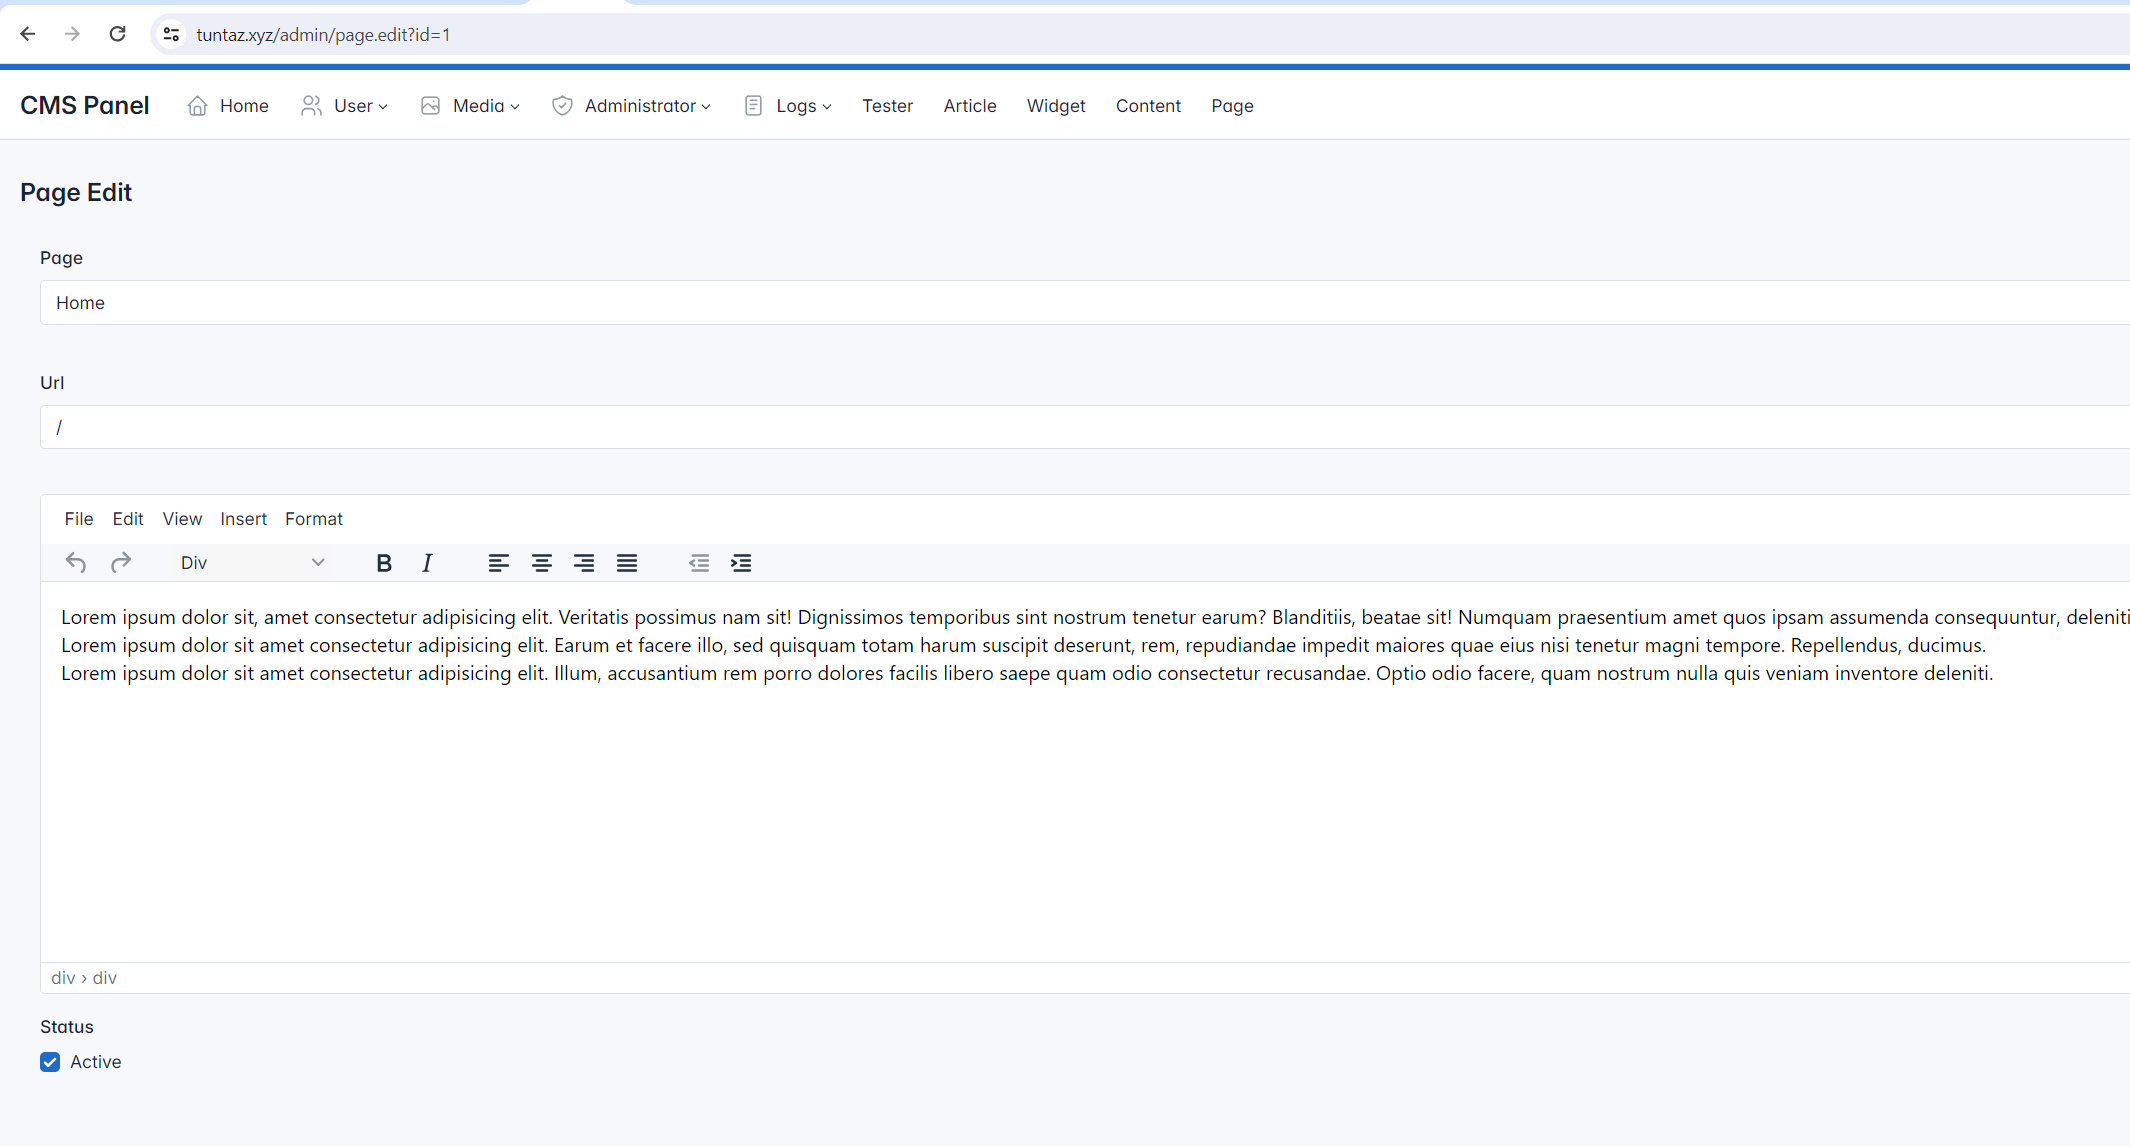 tuntaz.xyz/admin/page.edit?id=1
CMS Panel Home User Media Administrator Logs Tester Article Widget Content Page
Page Edit
Page
Home
Url
/
File Edit View Insert Format
Div B I
Lorem ipsum dolor sit, amet consectetur adipisicing elit. Veritatis possimus nam sit! Dignissimos temporibus sint nostrum tenetur earum? Blanditiis, beatae sit! Numquam praesentium amet quos ipsam assumenda consequuntur, deleniti
Lorem ipsum dolor sit amet consectetur adipisicing elit. Earum et facere illo, sed quisquam totam harum suscipit deserunt, rem, repudiandae impedit maiores quae eius nisi tenetur magni tempore. Repellendus, ducimus.
Lorem ipsum dolor sit amet consectetur adipisicing elit. Illum, accusantium rem porro dolores facilis libero saepe quam odio consectetur recusandae. Optio odio facere, quam nostrum nulla quis veniam inventore deleniti.
div › div
Status
Active